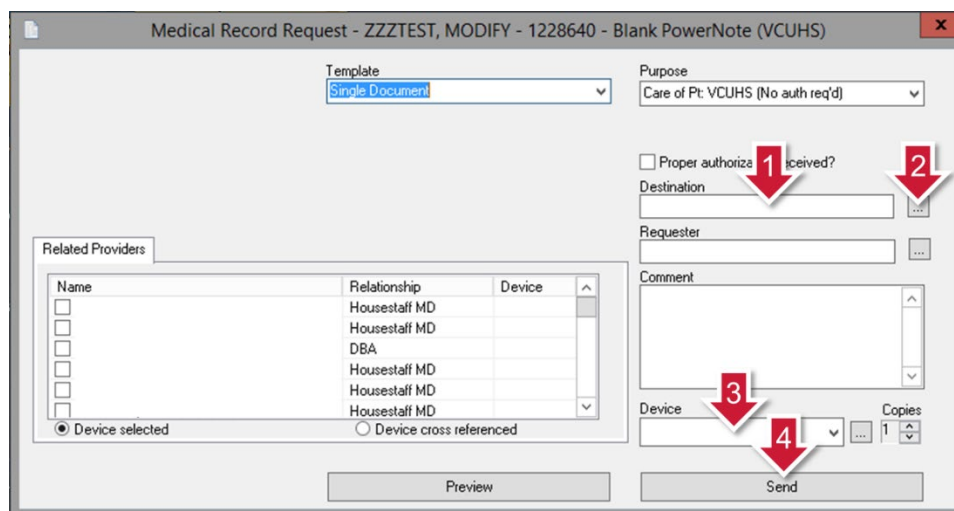 Medical Record Request - ZZZTEST, MODIFY - 1228640 - Blank PowerNote (VCUHS)
x
Template
Single Document
Purpose
Care of Pt: VCUHS (No auth req'd)
Proper authoriza eceived?
1
2
Destination
...
Requester
...
Related Providers
Name Relationship Device
Housestaff MD
Housestaff MD
DBA
Housestaff MD
Housestaff MD
Housestaff MD
Device selected
Device cross referenced
Comment
3
Device
Copies
4
...
1
Preview
Send